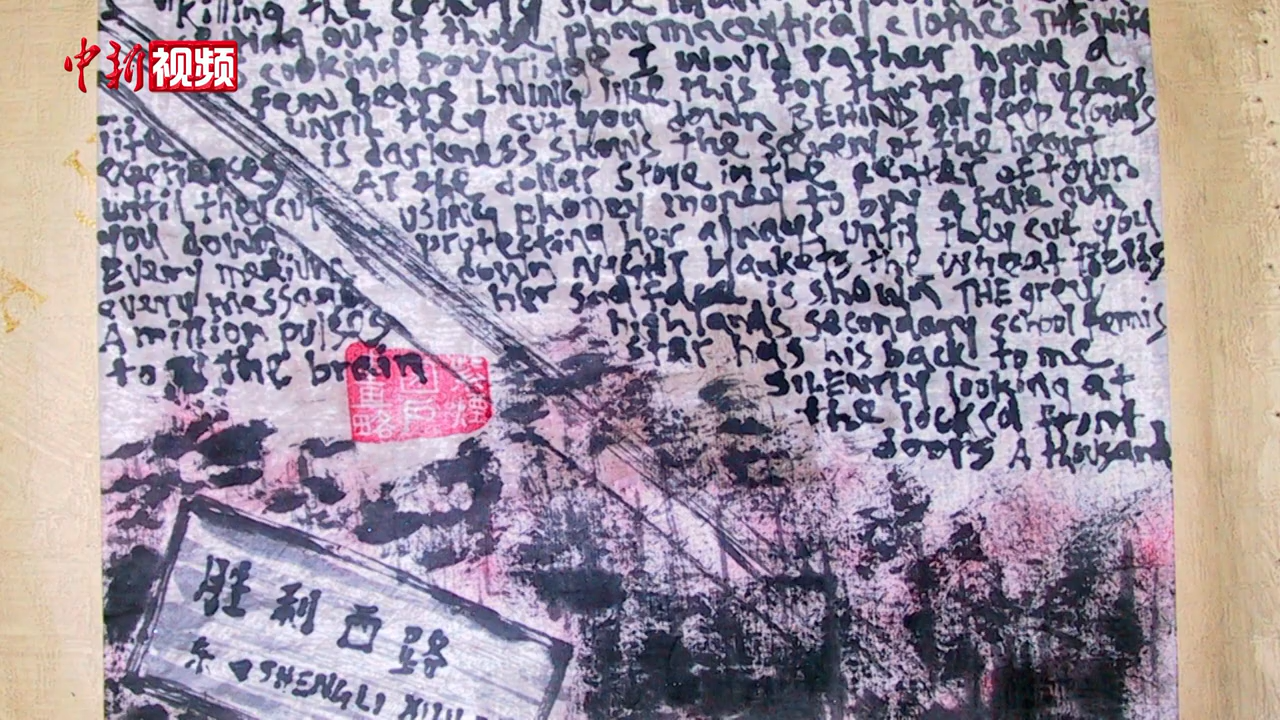 中新视频
"killing the country
out of those pharmaceutical clothes THE wife
cooking porridge I would rather have a
few bears LIVING like this for thirty odd years
UNTIL they cut you down BEHIND deep clouds
life is darkness shows the of the heart
experiences AT the dollar store in the center of town
until they cut USING phoney money to buy a fake gun
you down protecting her always until they cut you
Every medium down NIGHT blankets the wheat fields
every message her sad face is shown THE grey
A million pulses highlands secondary school tennis
to the brain star has his back to me
SILENTLY looking at
the locked front
doors A thousand
胜利西路
东 SHENGLI